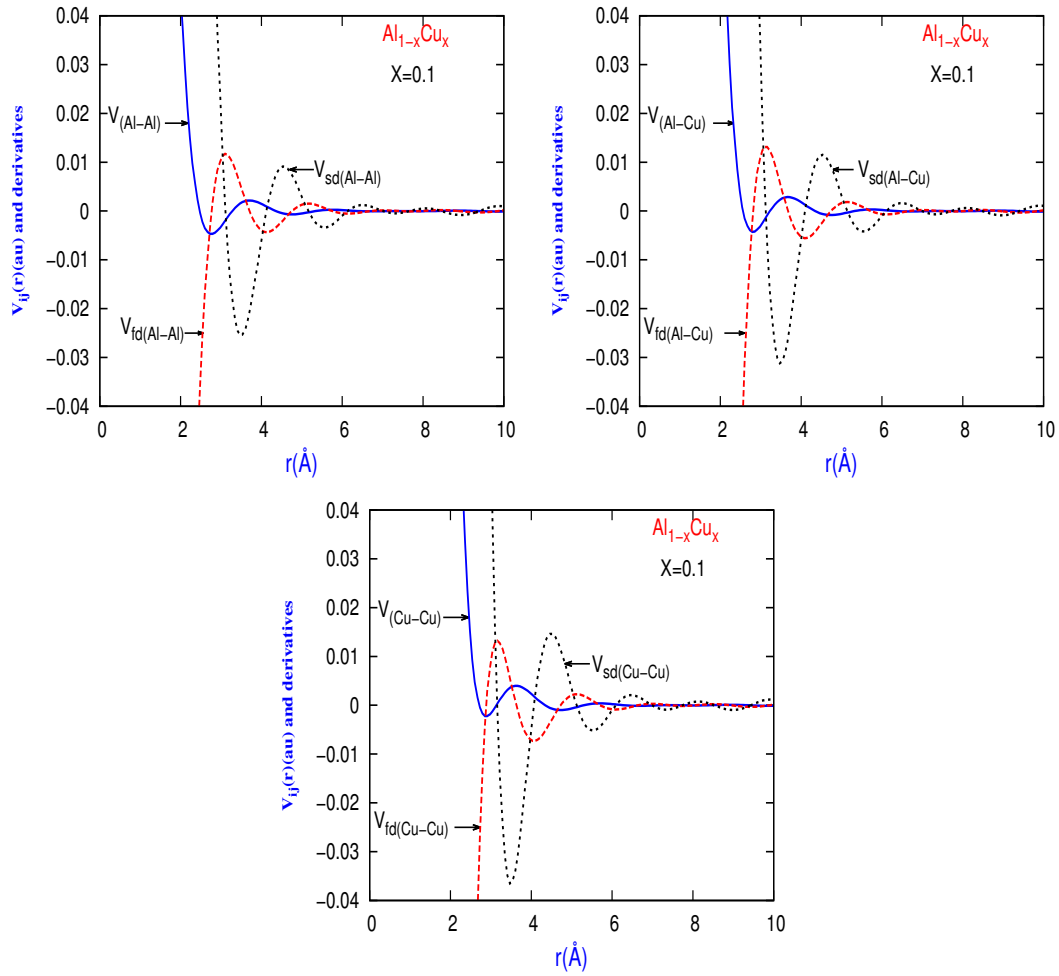 Al1−xCux
X=0.1
V(Al−Al)
Vsd(Al−Al)
Vfd(Al−Al)
Vij(r)(au) and derivatives
0.04
0.03
0.02
0.01
0
−0.01
−0.02
−0.03
−0.04
0 2 4 6 8 10
r(Å)
Al1−xCux
X=0.1
V(Al−Cu)
Vsd(Al−Cu)
Vfd(Al−Cu)
Vij(r)(au) and derivatives
0.04
0.03
0.02
0.01
0
−0.01
−0.02
−0.03
−0.04
0 2 4 6 8 10
r(Å)
Al1−xCux
X=0.1
V(Cu−Cu)
Vsd(Cu−Cu)
Vfd(Cu−Cu)
Vij(r)(au) and derivatives
0.04
0.03
0.02
0.01
0
−0.01
−0.02
−0.03
−0.04
0 2 4 6 8 10
r(Å)